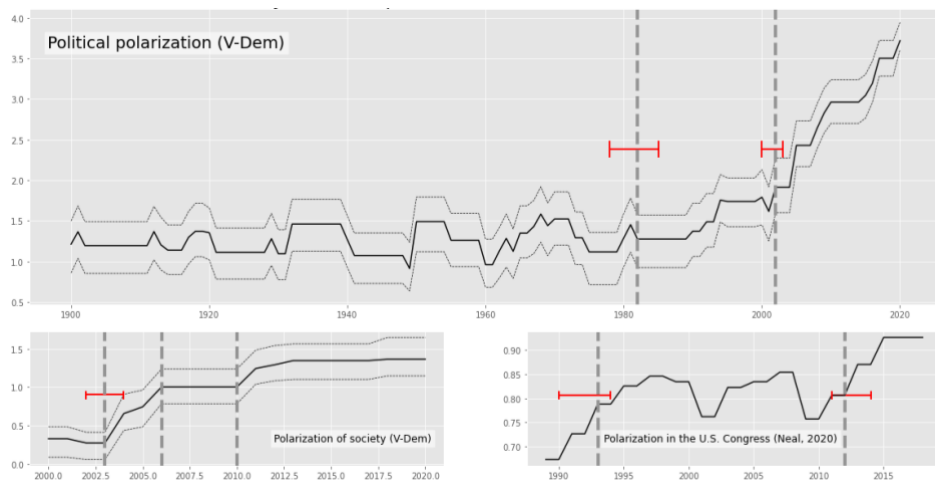 4.0
Political polarization (V-Dem)
3.5
3.0
2.5
2.0
1.5
1.0
0.5
1900 1920 1940 1960 1980 2000 2020
1.5
1.0
0.5
Polarization of society (V-Dem)
0.0
2000.0 2002.5 2005.0 2007.5 2010.0 2012.5 2015.0 2017.5 2020.0
0.90
0.85
0.80
0.75
0.70
Polarization in the U.S. Congress (Neal, 2020)
1990 1995 2000 2005 2010 2015